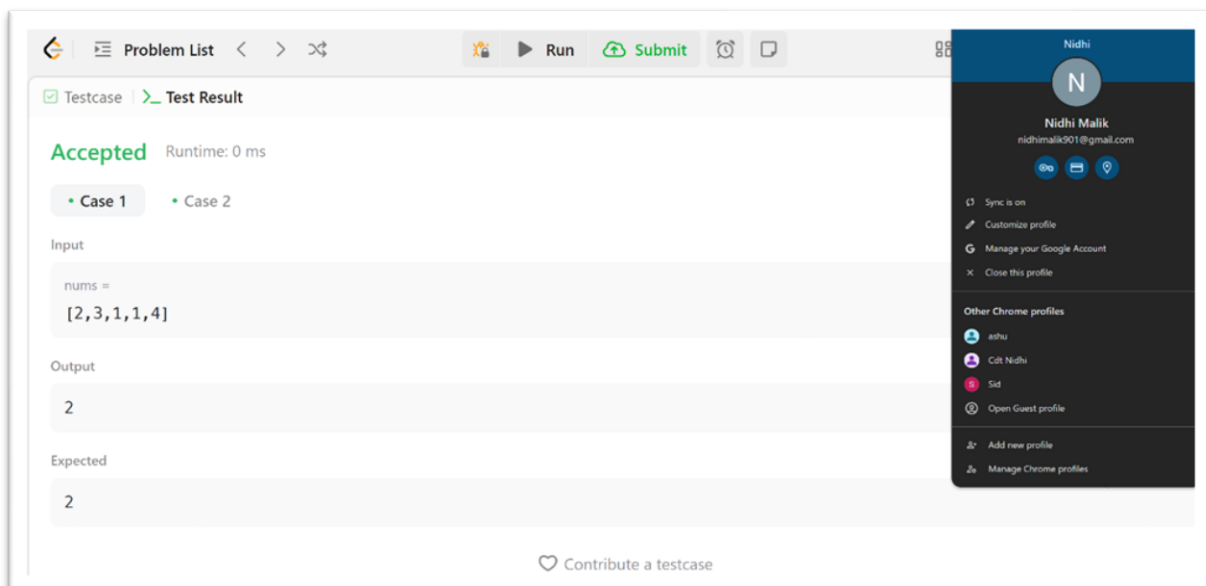 Problem List
Run
Submit
Testcase
Test Result
Accepted Runtime: 0 ms
Case 1
Case 2
Input
nums =
[2,3,1,1,4]
Output
2
Expected
2
Contribute a testcase
Nidhi
N
Nidhi Malik
nidhimalik901@gmail.com
Sync is on
Customize profile
G Manage your Google Account
Close this profile
Other Chrome profiles
ashu
Cdt Nidhi
S Sid
Open Guest profile
Add new profile
Manage Chrome profiles